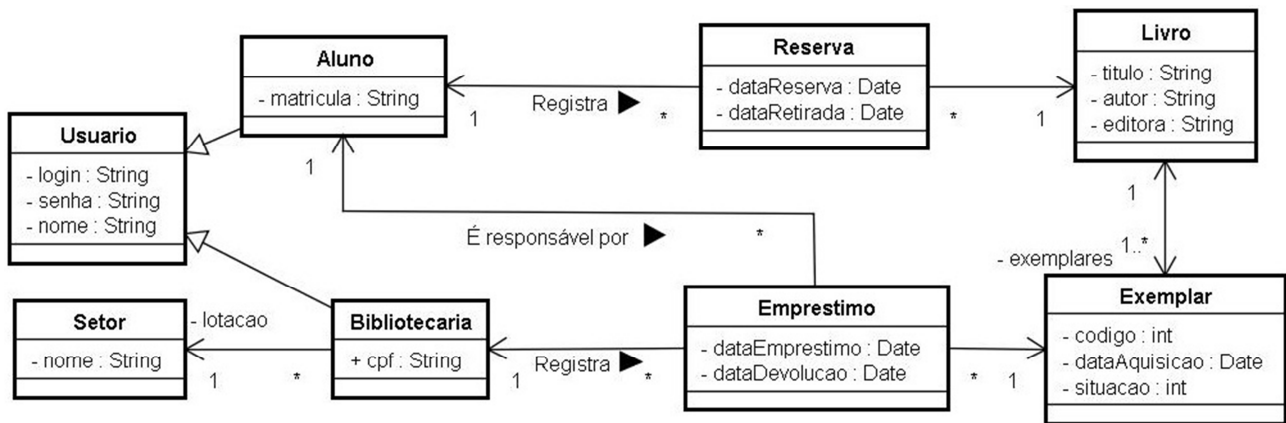 Aluno
- matricula : String
Registra
1
*
Reserva
- dataReserva : Date
- dataRetirada : Date
*
1
Livro
- titulo : String
- autor : String
- editora : String
Usuario
- login : String
- senha : String
- nome : String
1
É responsável por
*
1
1..*
- exemplares
Setor
- nome : String
- lotacao
1
*
Bibliotecaria
+ cpf : String
Registra
1
*
Emprestimo
- dataEmprestimo : Date
- dataDevolucao : Date
*
1
Exemplar
- codigo : int
- dataAquisicao : Date
- situacao : int